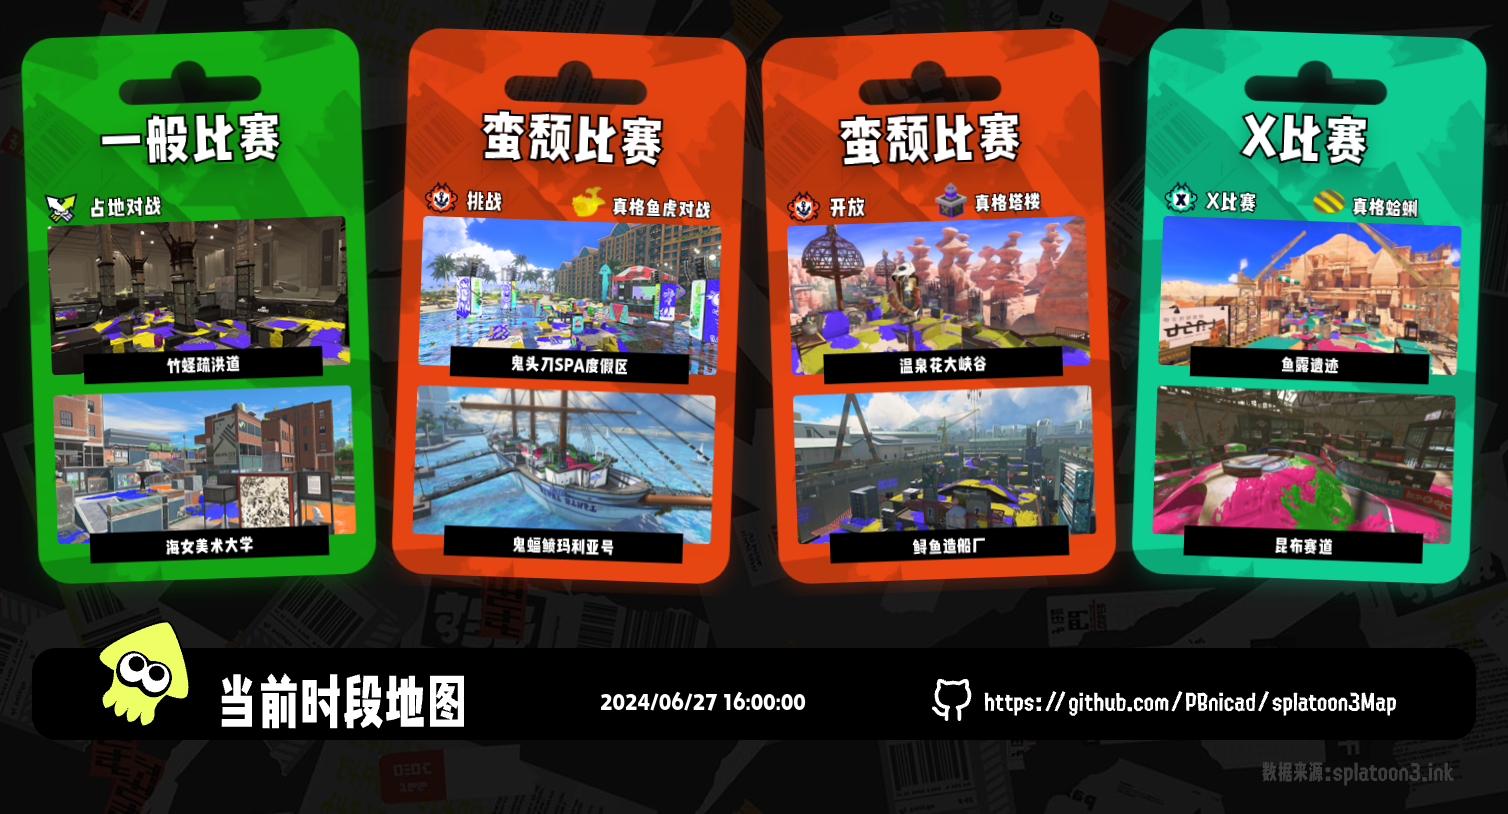 一般比赛
占地对战
竹蛏疏洪道
海女美术大学
蛮颓比赛
挑战
真格鱼虎对战
鬼头刀SPA度假区
鬼蝠鲼玛利亚号
蛮颓比赛
开放
真格塔楼
温泉花大峡谷
鲟鱼造船厂
X比赛
X比赛
真格蛤蜊
鱼露遗迹
昆布赛道
当前时段地图
2024/06/27 16:00:00
https://github.com/PBnicad/splatoon3Map
数据来源:splatoon3.ink